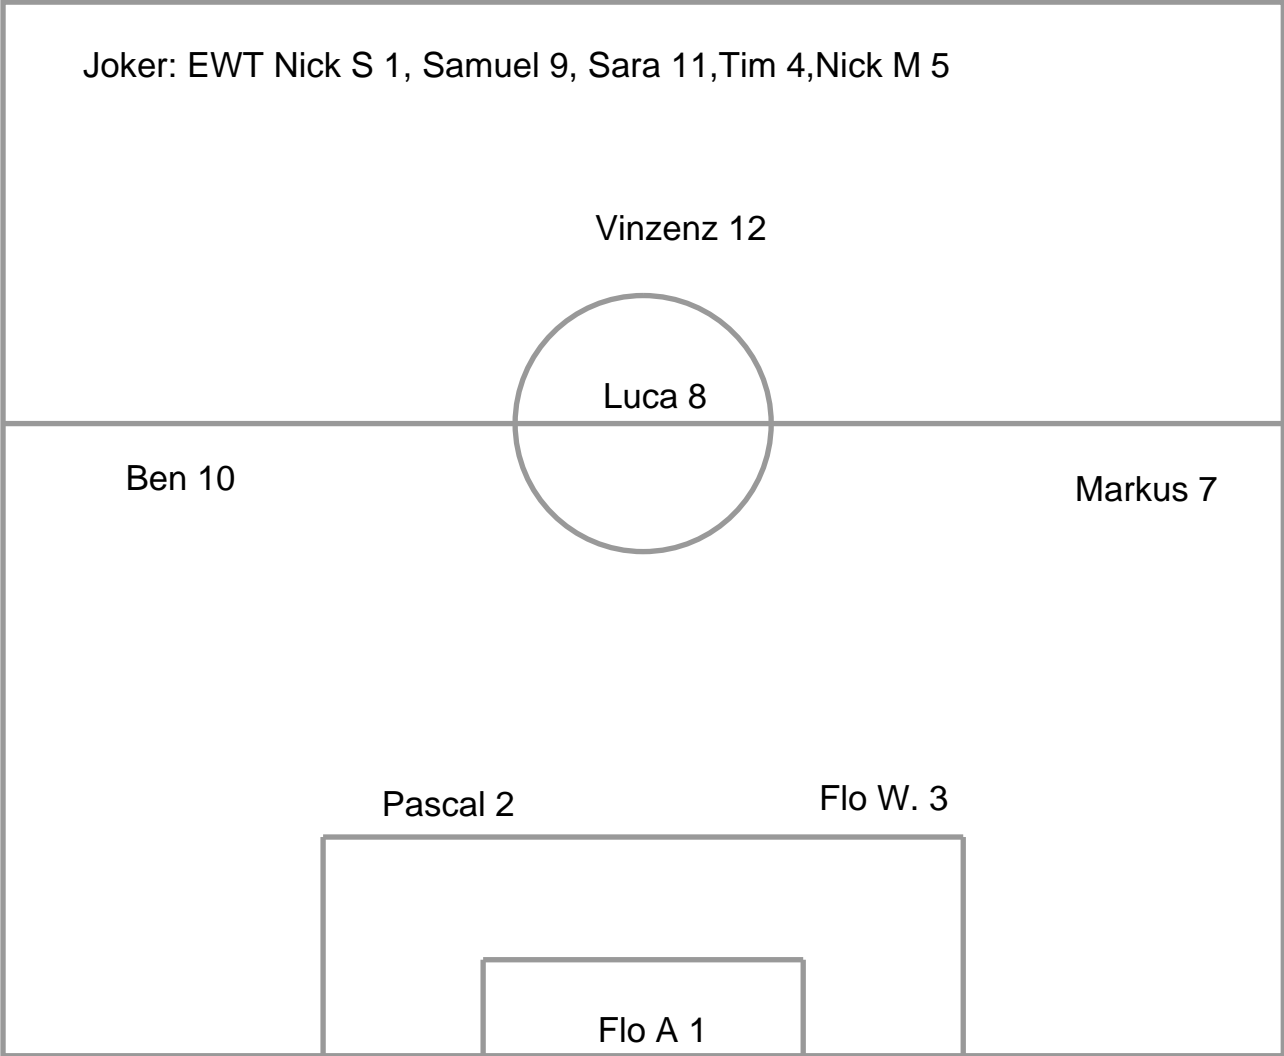 Joker: EWT Nick S 1, Samuel 9, Sara 11,Tim 4,Nick M 5
Vinzenz 12
Luca 8
Ben 10
Markus 7
Pascal 2
Flo W. 3
Flo A 1